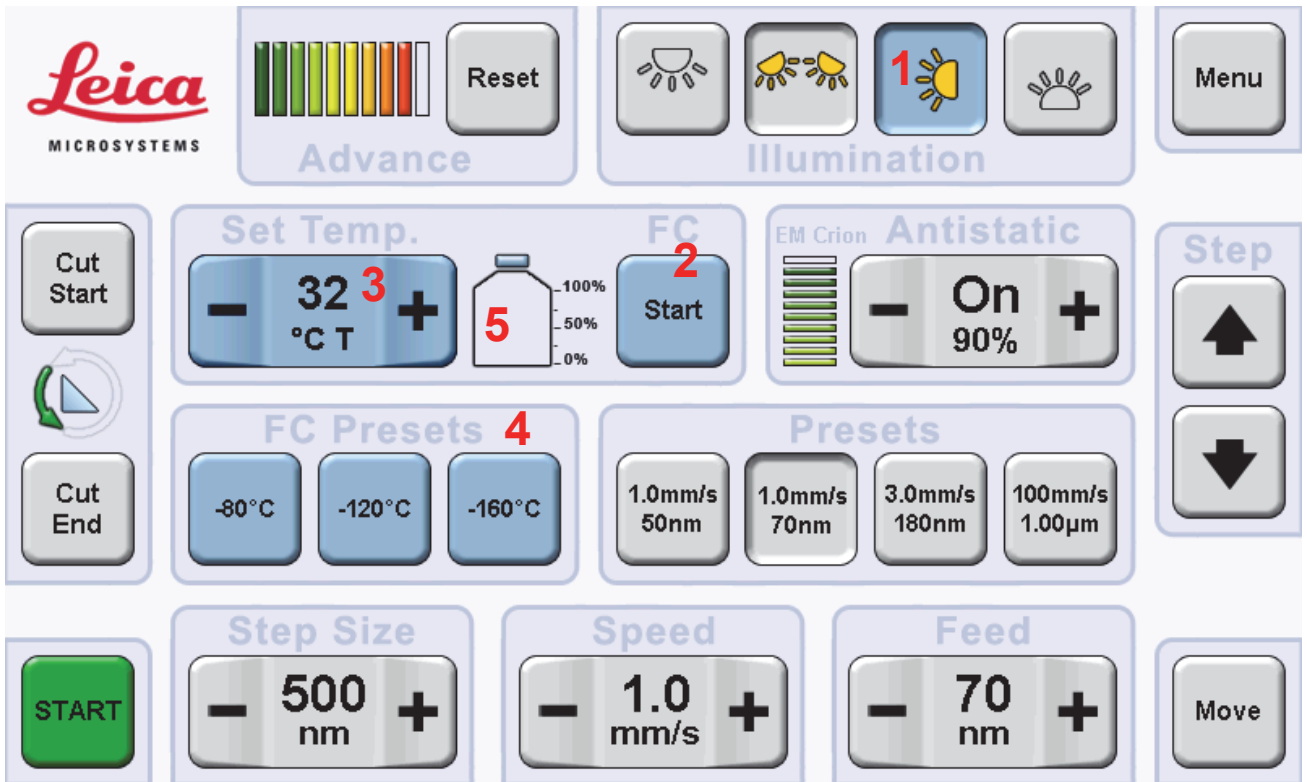 Leica
MICROSYSTEMS
Reset
Advance
1
Illumination
Menu
Set Temp.
FC
2
- 32 3 +
°C T
5
100%
50%
0%
Start
EM Crion
Antistatic
- On +
90%
Step
Cut
Start
Cut
End
FC Presets 4
-80°C
-120°C
-160°C
Presets
1.0mm/s
50nm
1.0mm/s
70nm
3.0mm/s
180nm
100mm/s
1.00µm
START
Step Size
- 500 +
nm
Speed
- 1.0 +
mm/s
Feed
- 70 +
nm
Move